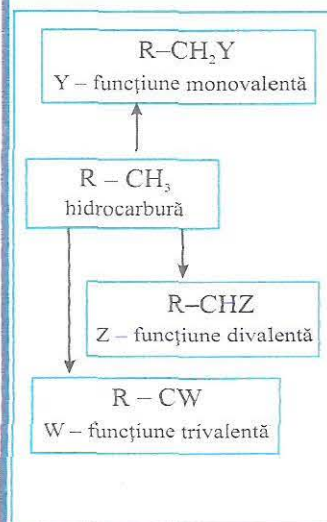 R–CH₂Y
Y – funcțiune monovalentă
R – CH₃
hidrocarbură
R–CHZ
Z – funcțiune divalentă
R – CW
W – funcțiune trivalentă